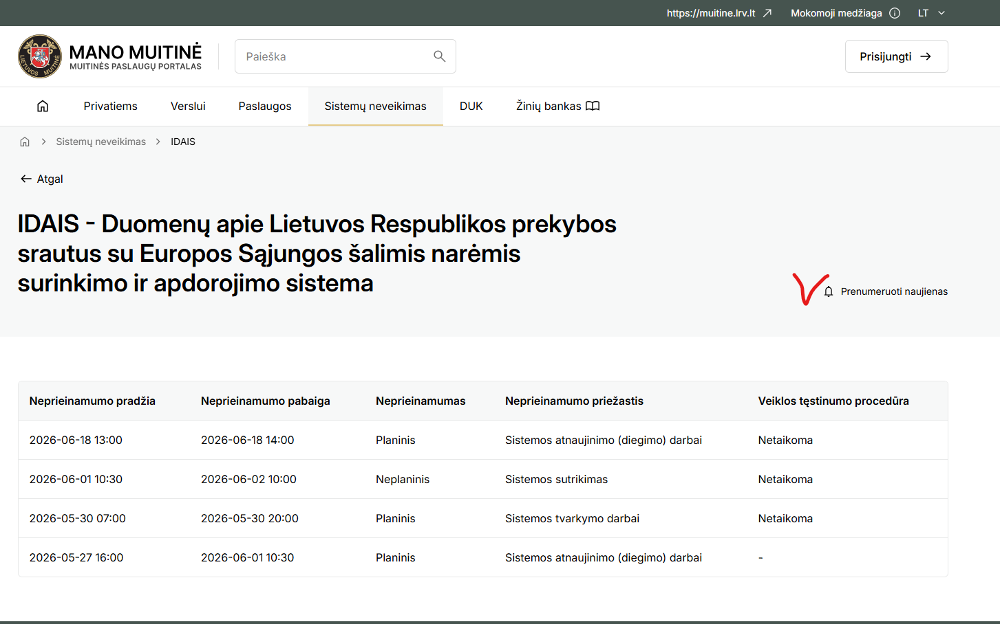 https://muitine.lrv.lt Mokomoji medžiaga LT
LIETUVOS MUITINĖ
MANO MUITINĖ
MUITINĖS PASLAUGŲ PORTALAS
Paieška
Prisijungti
Privatiems Verslui Paslaugos Sistemų neveikimas DUK Žinių bankas
Sistemų neveikimas IDAIS
Atgal
IDAIS - Duomenų apie Lietuvos Respublikos prekybos
srautus su Europos Sąjungos šalimis narėmis
surinkimo ir apdorojimo sistema
Prenumeruoti naujienas
Neprieinamumo pradžia Neprieinamumo pabaiga Neprieinamumas Neprieinamumo priežastis Veiklos tęstinumo procedūra
2026-06-18 13:00 2026-06-18 14:00 Planinis Sistemos atnaujinimo (diegimo) darbai Netaikoma
2026-06-01 10:30 2026-06-02 10:00 Neplaninis Sistemos sutrikimas Netaikoma
2026-05-30 07:00 2026-05-30 20:00 Planinis Sistemos tvarkymo darbai Netaikoma
2026-05-27 16:00 2026-06-01 10:30 Planinis Sistemos atnaujinimo (diegimo) darbai -